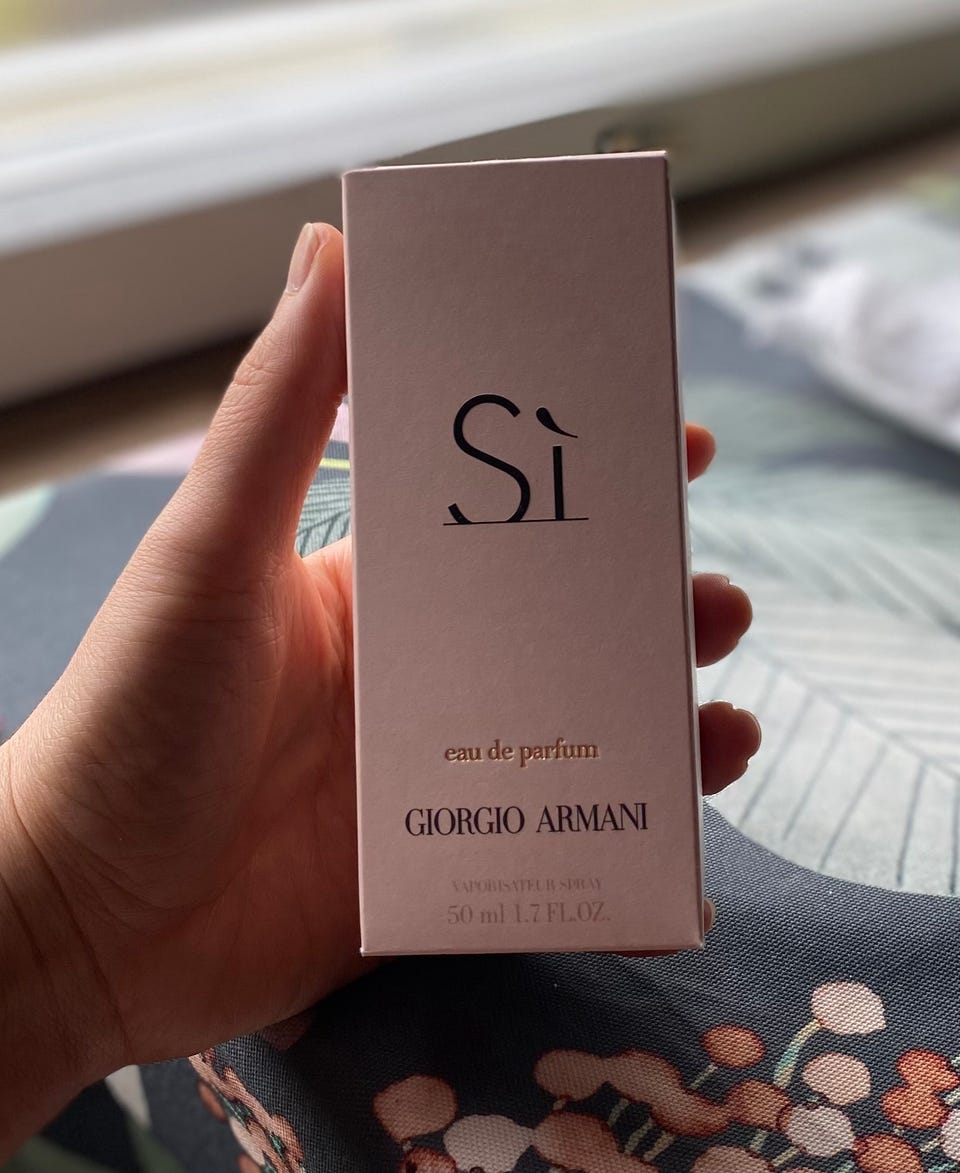 Sì
eau de parfum
GIORGIO ARMANI
VAPORISATEUR SPRAY
50 ml 1.7 FL.OZ.